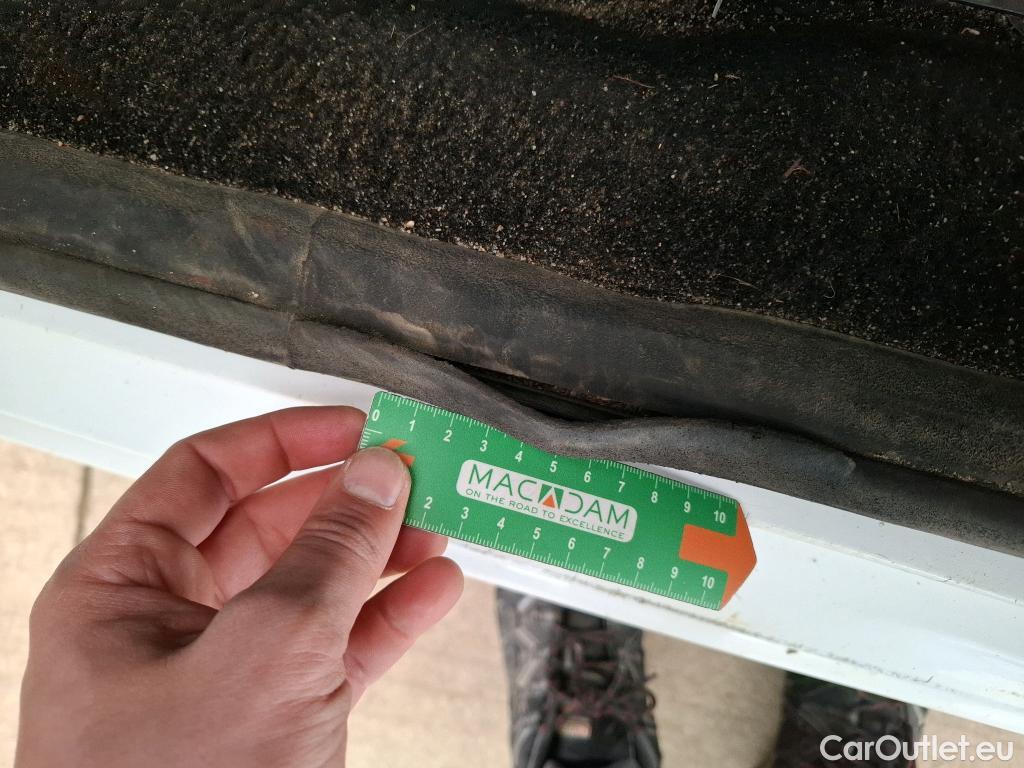 0 1 2 3 4 5 6 7 8 9 10
MACADAM
ON THE ROAD TO EXCELLENCE
2 3 4 5 6 7 8 9 10
CarOutlet.eu